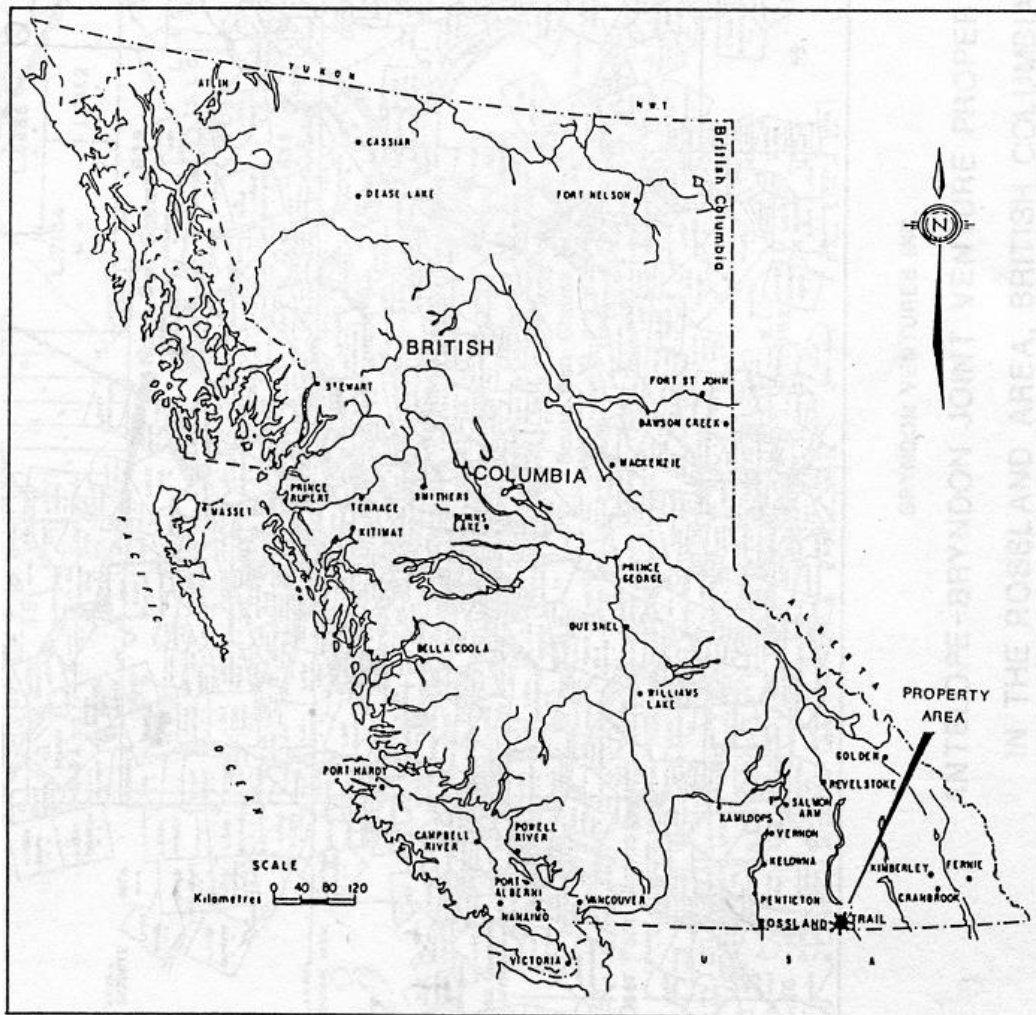 YUKON
N.W.T
ATLIN
British Columbia
CASSIAR
DEASE LAKE
FORT NELSON
N
BRITISH
COLUMBIA
STEWART
FORT ST JOHN
DAWSON CREEK
MACKENZIE
PRINCE
RUPERT
MASSET
TERRACE
SMITHERS
BURNS
LAKE
KITIMAT
PRINCE
GEORGE
PACIFIC
OCEAN
QUESNEL
BELLA COOLA
WILLIAMS
LAKE
ALBERTA
PROPERTY
AREA
GOLDEN
REVELSTOKE
PORT HARDY
KAMLOOPS
SALMON
ARM
VERNON
CAMPBELL
RIVER
POWELL
RIVER
KELOWNA
KIMBERLEY
FERNIE
CRANBROOK
SCALE
0 40 80 120
Kilometres
PORT
ALBERNI
NANAIMO
VANCOUVER
PENTICTON
ROSSLAND
TRAIL
VICTORIA
U S A